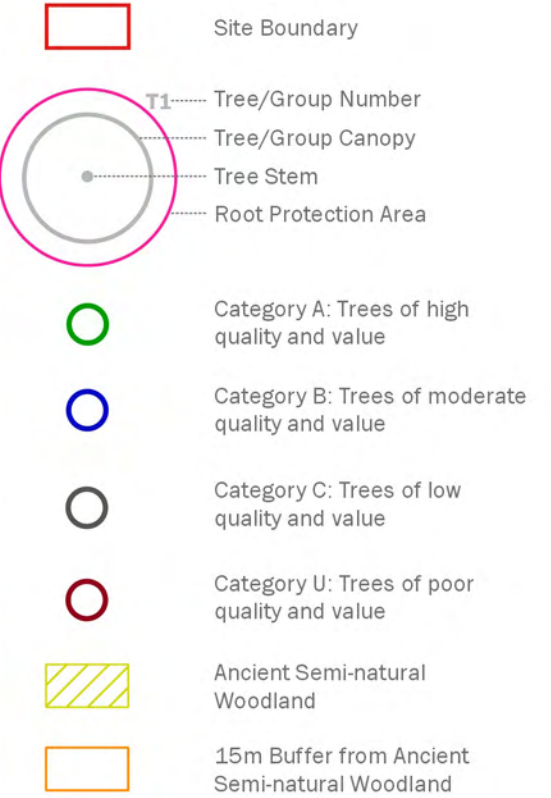 Site Boundary
T1
Tree/Group Number
Tree/Group Canopy
Tree Stem
Root Protection Area
Category A: Trees of high
quality and value
Category B: Trees of moderate
quality and value
Category C: Trees of low
quality and value
Category U: Trees of poor
quality and value
Ancient Semi-natural
Woodland
15m Buffer from Ancient
Semi-natural Woodland